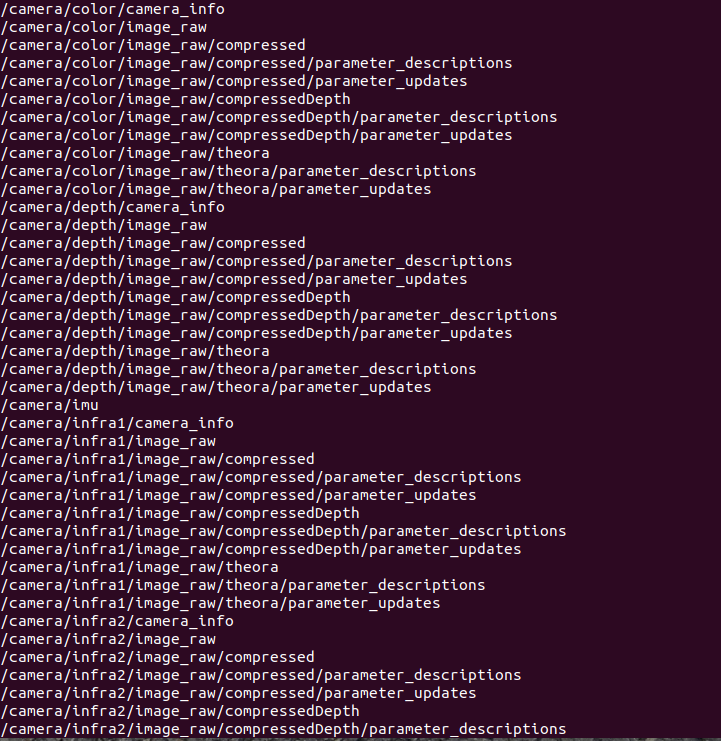 /camera/color/camera_info
/camera/color/image_raw
/camera/color/image_raw/compressed
/camera/color/image_raw/compressed/parameter_descriptions
/camera/color/image_raw/compressed/parameter_updates
/camera/color/image_raw/compressedDepth
/camera/color/image_raw/compressedDepth/parameter_descriptions
/camera/color/image_raw/compressedDepth/parameter_updates
/camera/color/image_raw/theora
/camera/color/image_raw/theora/parameter_descriptions
/camera/color/image_raw/theora/parameter_updates
/camera/depth/camera_info
/camera/depth/image_raw
/camera/depth/image_raw/compressed
/camera/depth/image_raw/compressed/parameter_descriptions
/camera/depth/image_raw/compressed/parameter_updates
/camera/depth/image_raw/compressedDepth
/camera/depth/image_raw/compressedDepth/parameter_descriptions
/camera/depth/image_raw/compressedDepth/parameter_updates
/camera/depth/image_raw/theora
/camera/depth/image_raw/theora/parameter_descriptions
/camera/depth/image_raw/theora/parameter_updates
/camera/imu
/camera/infra1/camera_info
/camera/infra1/image_raw
/camera/infra1/image_raw/compressed
/camera/infra1/image_raw/compressed/parameter_descriptions
/camera/infra1/image_raw/compressed/parameter_updates
/camera/infra1/image_raw/compressedDepth
/camera/infra1/image_raw/compressedDepth/parameter_descriptions
/camera/infra1/image_raw/compressedDepth/parameter_updates
/camera/infra1/image_raw/theora
/camera/infra1/image_raw/theora/parameter_descriptions
/camera/infra1/image_raw/theora/parameter_updates
/camera/infra2/camera_info
/camera/infra2/image_raw
/camera/infra2/image_raw/compressed
/camera/infra2/image_raw/compressed/parameter_descriptions
/camera/infra2/image_raw/compressed/parameter_updates
/camera/infra2/image_raw/compressedDepth
/camera/infra2/image_raw/compressedDepth/parameter_descriptions